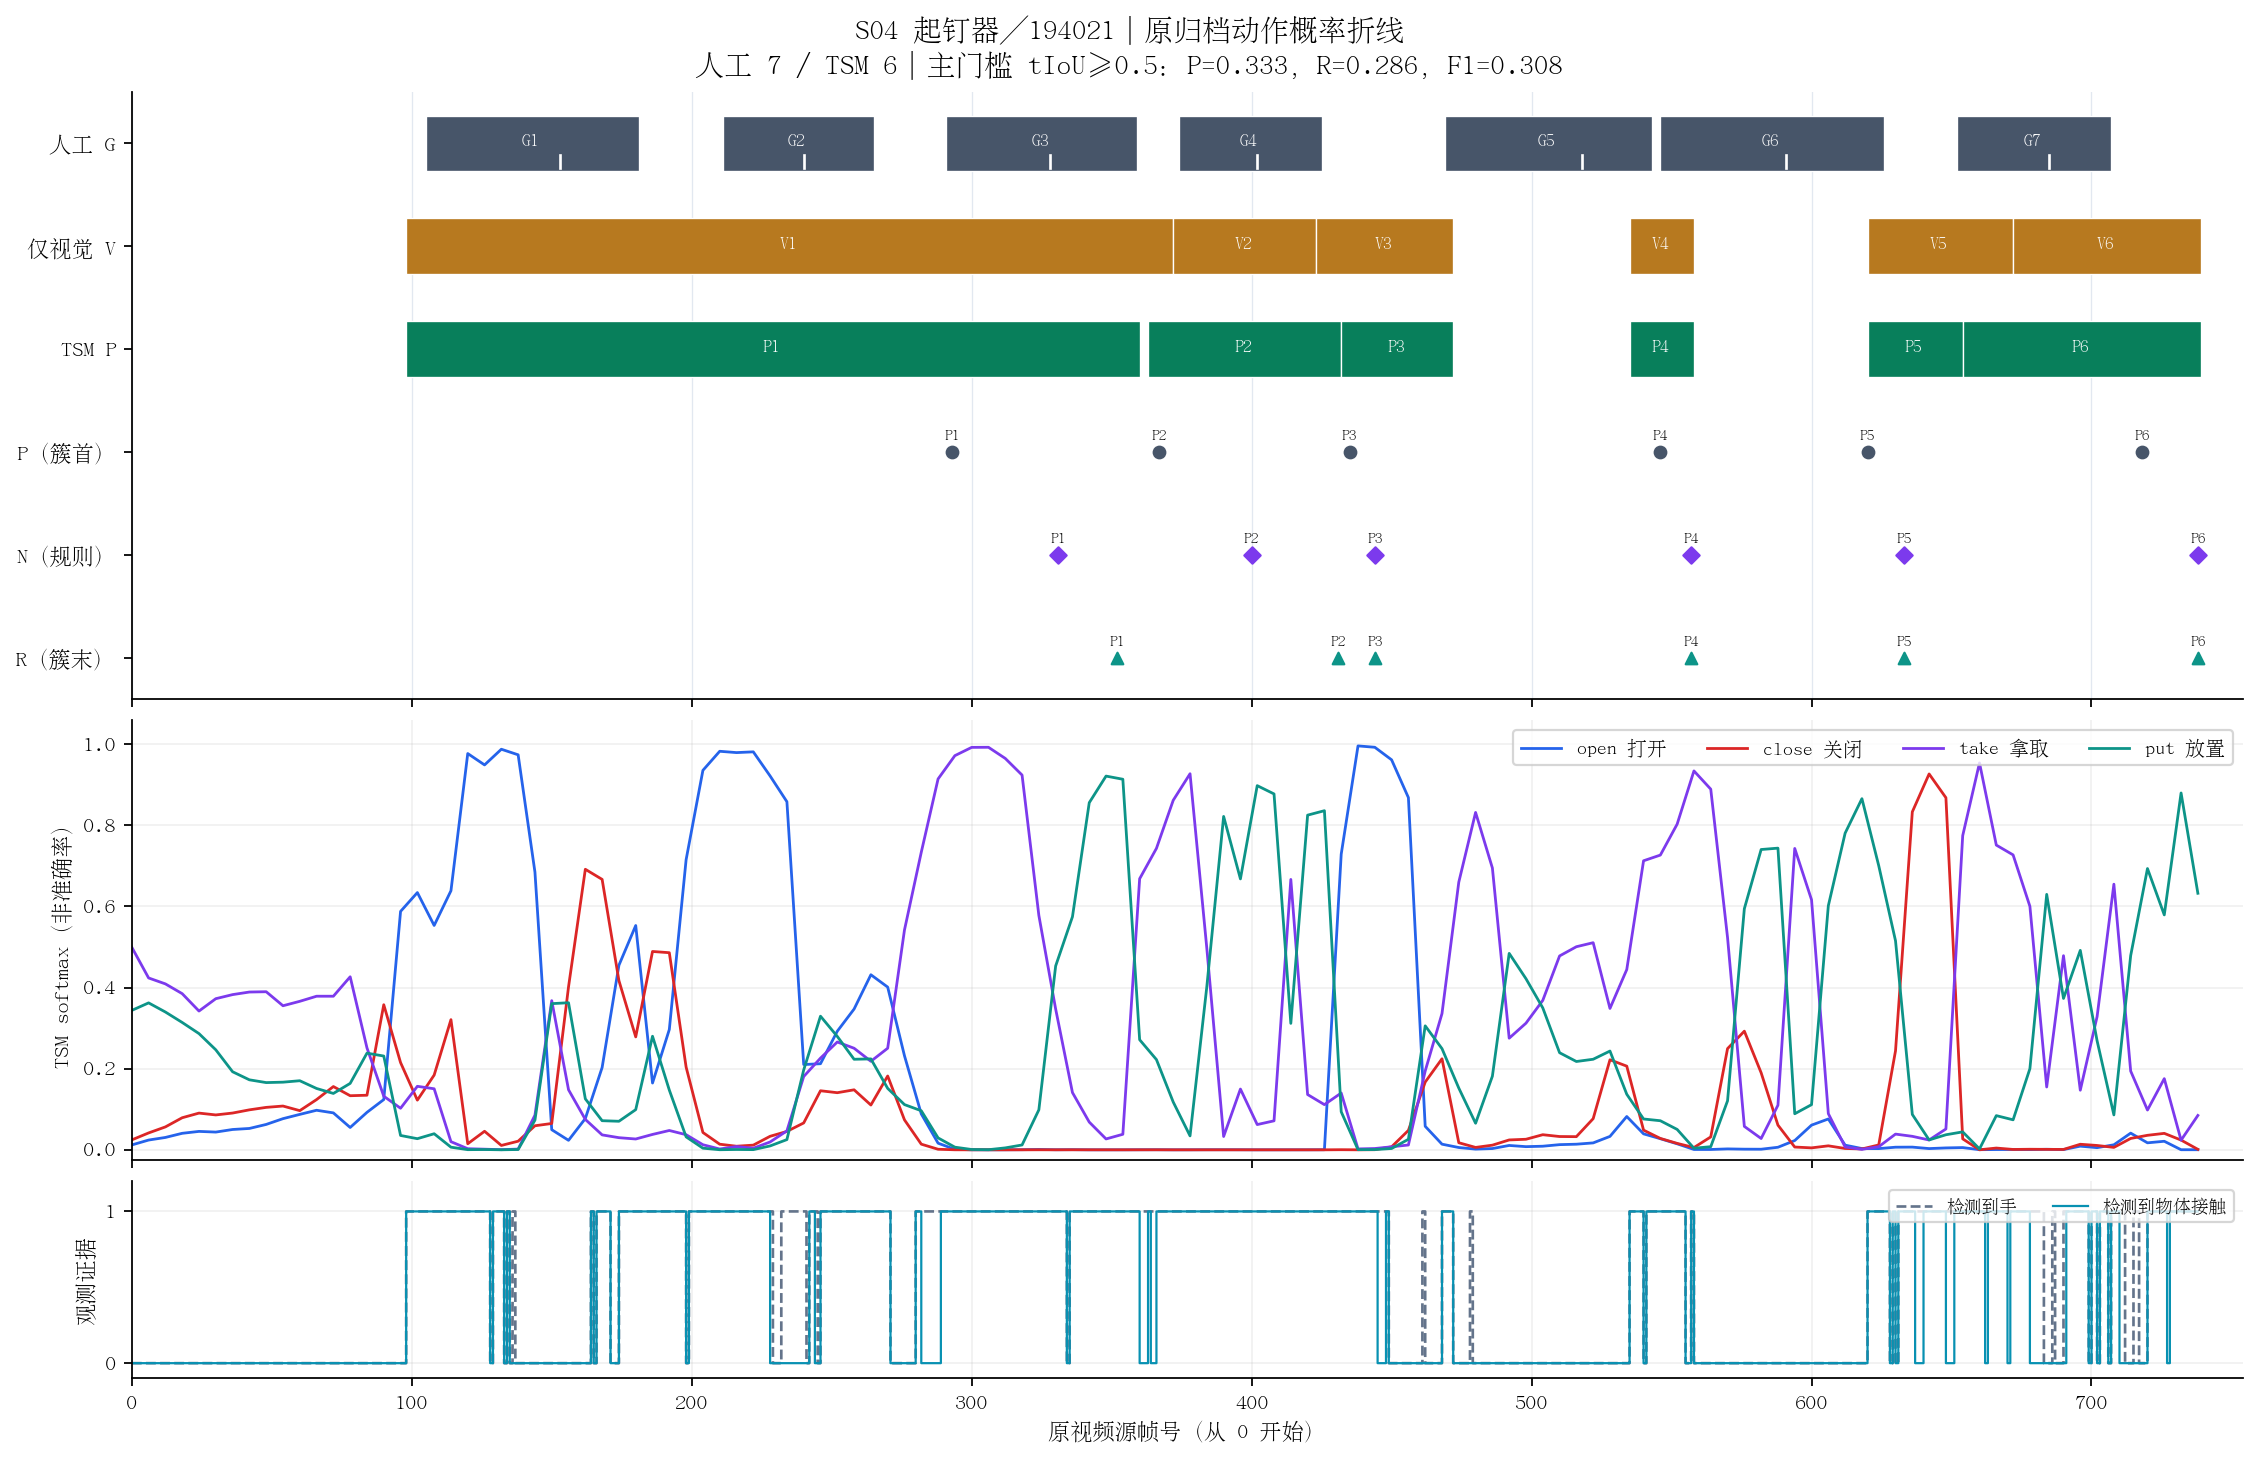 S04 起钉器／194021｜原归档动作概率折线
人工 7 / TSM 6｜主门槛 tIoU≥0.5: P=0.333, R=0.286, F1=0.308
人工 G
G1 G2 G3 G4 G5 G6 G7
仅视觉 V
V1 V2 V3 V4 V5 V6
TSM P
P1 P2 P3 P4 P5 P6
P（簇首）
P1 P2 P3 P4 P5 P6
N（规则）
P1 P2 P3 P4 P5 P6
R（簇末）
P1 P2 P3 P4 P5 P6
TSM softmax（非准确率）
1.0
0.8
0.6
0.4
0.2
0.0
open 打开 close 关闭 take 拿取 put 放置
观测证据
1
0
检测到手 检测到物体接触
0 100 200 300 400 500 600 700
原视频源帧号（从 0 开始）